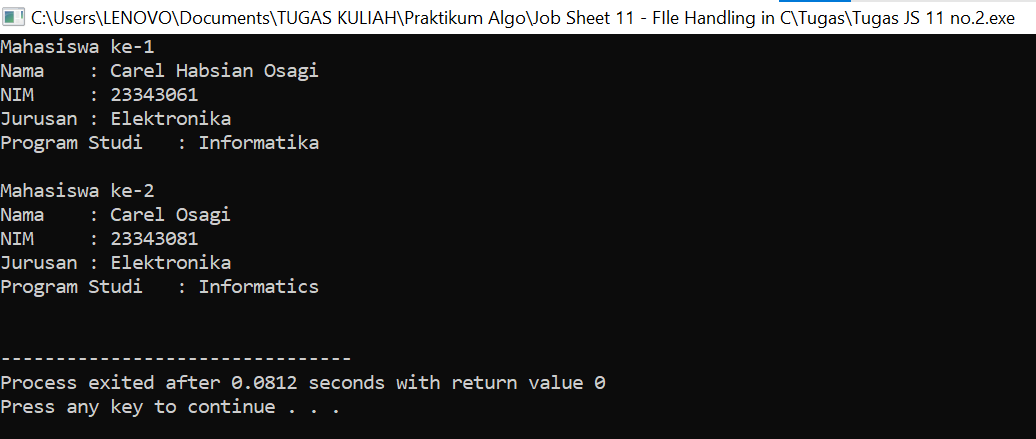 C:\Users\LENOVO\Documents\TUGAS KULIAH\Praktikum Algo\Job Sheet 11 - FIle Handling in C\Tugas\Tugas JS 11 no.2.exe
Mahasiswa ke-1
Nama    : Carel Habsian Osagi
NIM     : 23343061
Jurusan : Elektronika
Program Studi   : Informatika
Mahasiswa ke-2
Nama    : Carel Osagi
NIM     : 23343081
Jurusan : Elektronika
Program Studi   : Informatics
--------------------------------
Process exited after 0.0812 seconds with return value 0
Press any key to continue . . .